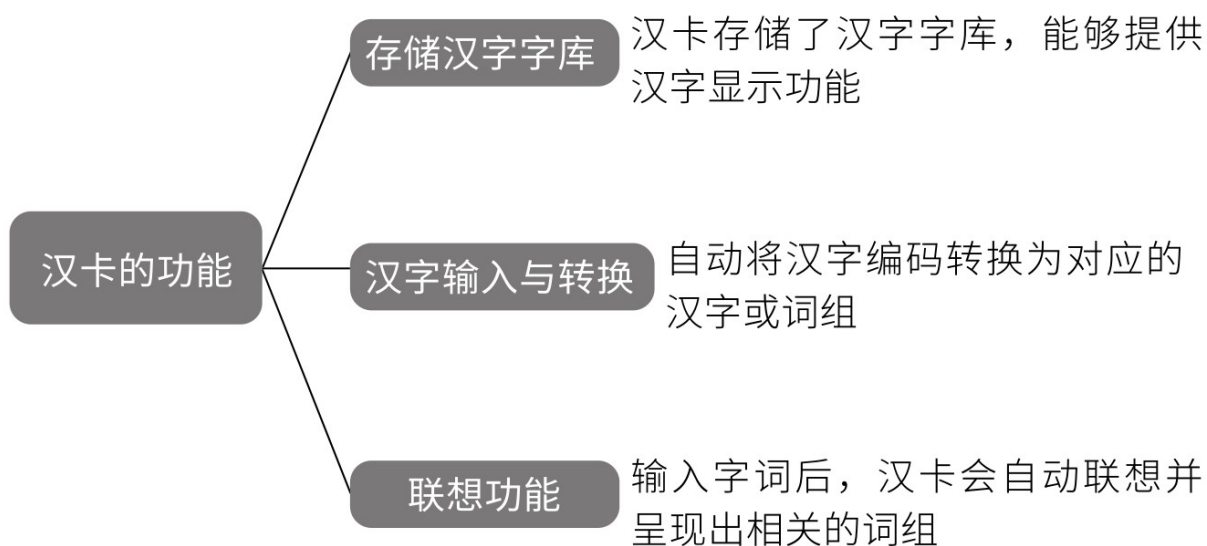 汉卡的功能
存储汉字字库
汉卡存储了汉字字库，能够提供
汉字显示功能
汉字输入与转换
自动将汉字编码转换为对应的
汉字或词组
联想功能
输入字词后，汉卡会自动联想并
呈现出相关的词组